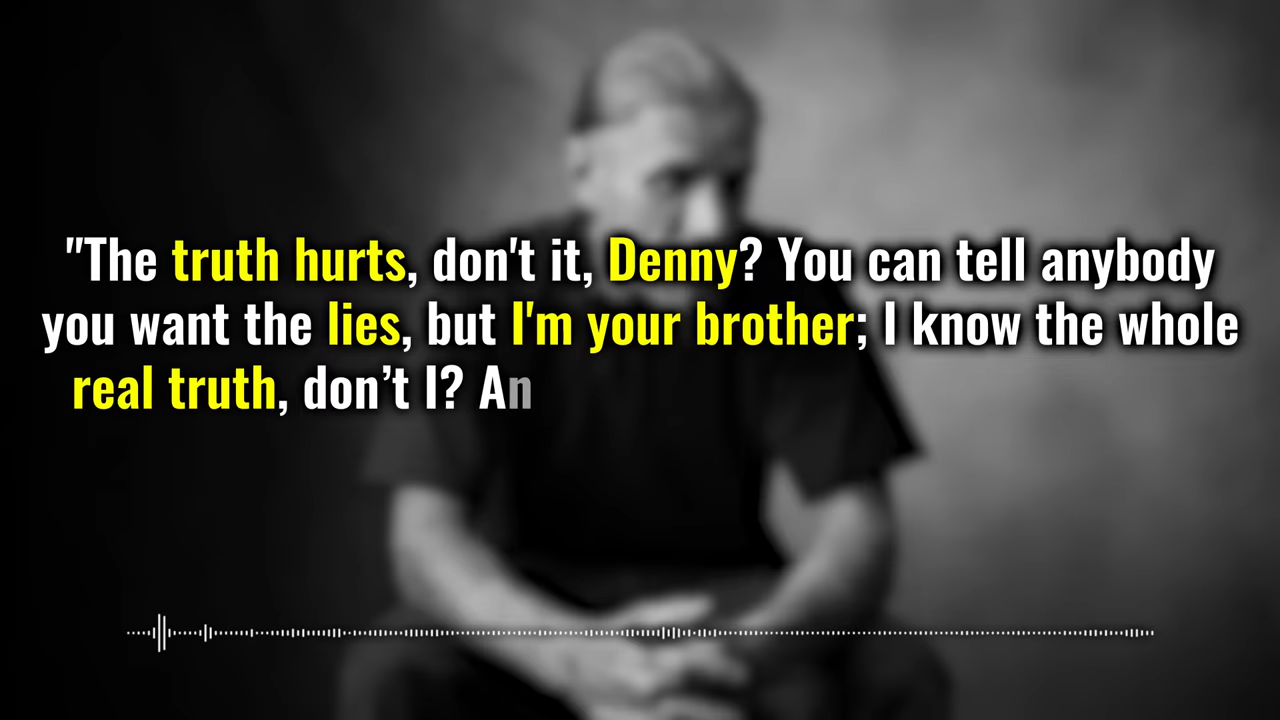 "The truth hurts, don't it, Denny? You can tell anybody
you want the lies, but I'm your brother; I know the whole
real truth, don’t I? An